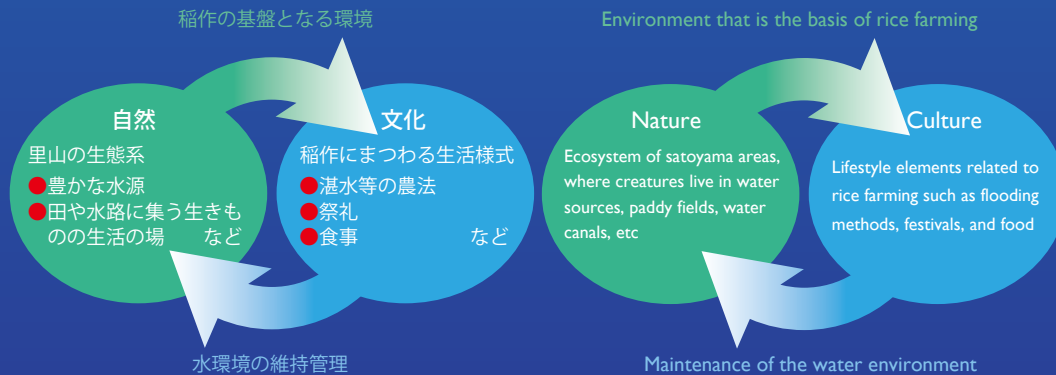 稲作の基盤となる環境
自然
里山の生態系
●豊かな水源
●田や水路に集う生きも
のの生活の場　など
文化
稲作にまつわる生活様式
●湛水等の農法
●祭礼
●食事　など
水環境の維持管理
Environment that is the basis of rice farming
Nature
Ecosystem of satoyama areas,
where creatures live in water
sources, paddy fields, water
canals, etc
Culture
Lifestyle elements related to
rice farming such as flooding
methods, festivals, and food
Maintenance of the water environment